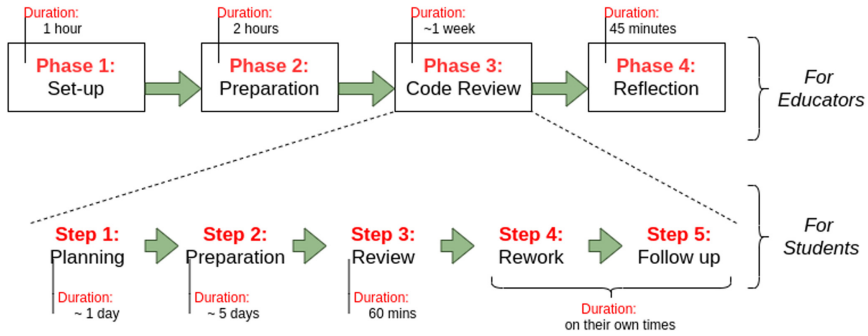 Duration:
1 hour
Duration:
2 hours
Duration:
~1 week
Duration:
45 minutes
Phase 1:
Set-up
Phase 2:
Preparation
Phase 3:
Code Review
Phase 4:
Reflection
For
Educators
Step 1:
Planning
Step 2:
Preparation
Step 3:
Review
Step 4:
Rework
Step 5:
Follow up
For
Students
Duration:
~ 1 day
Duration:
~ 5 days
Duration:
60 mins
Duration:
on their own times